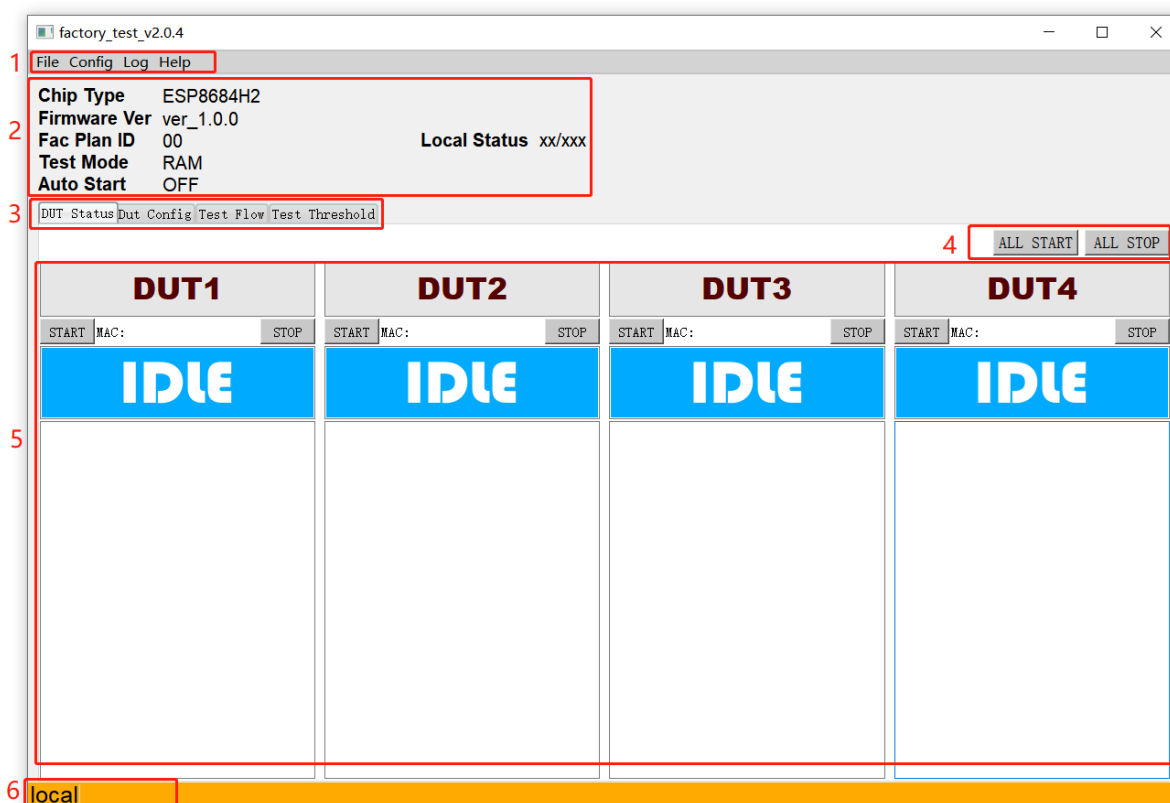 factory_test_v2.0.4
1 File Config Log Help
Chip Type ESP8684H2
Firmware Ver ver_1.0.0
2 Fac Plan ID 00 Local Status xx/xxx
Test Mode RAM
Auto Start OFF
3 DUT Status Dut Config Test Flow Test Threshold
4 ALL START ALL STOP
DUT1 DUT2 DUT3 DUT4
START MAC: STOP START MAC: STOP START MAC: STOP START MAC: STOP
IDLE IDLE IDLE IDLE
5
6 local